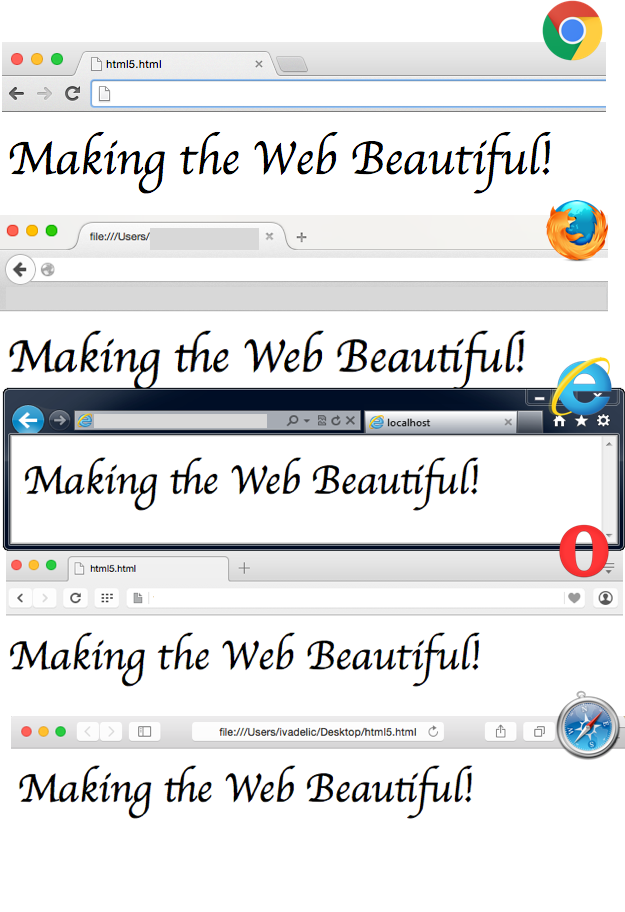 html5.html
Making the Web Beautiful!
file:///Users/
Making the Web Beautiful!
localhost
Making the Web Beautiful!
html5.html
Making the Web Beautiful!
file:///Users/ivadelic/Desktop/html5.html
N
E
S
W
Making the Web Beautiful!